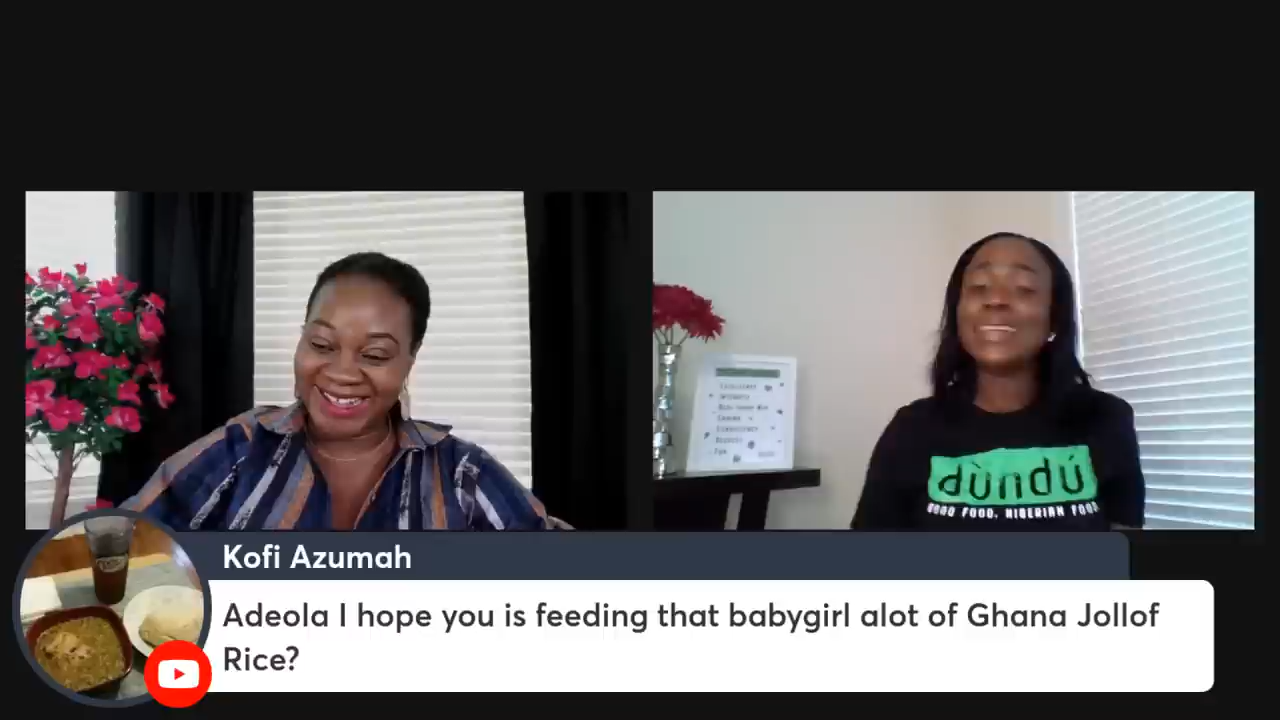 dùndú
GOOD FOOD, NIGERIAN FOOD
Kofi Azumah
Adeola I hope you is feeding that babygirl alot of Ghana Jollof
Rice?